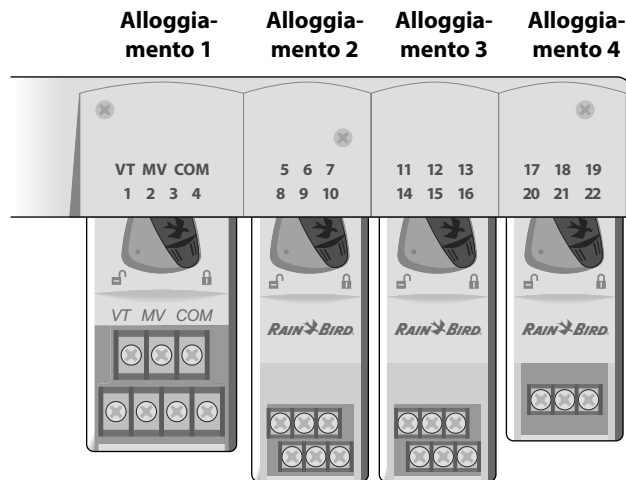 Alloggia-
mento 1
Alloggia-
mento 2
Alloggia-
mento 3
Alloggia-
mento 4
VT MV COM
1 2 3 4
5 6 7
8 9 10
11 12 13
14 15 16
17 18 19
20 21 22
VT MV COM
RAIN BIRD
RAIN BIRD
RAIN BIRD